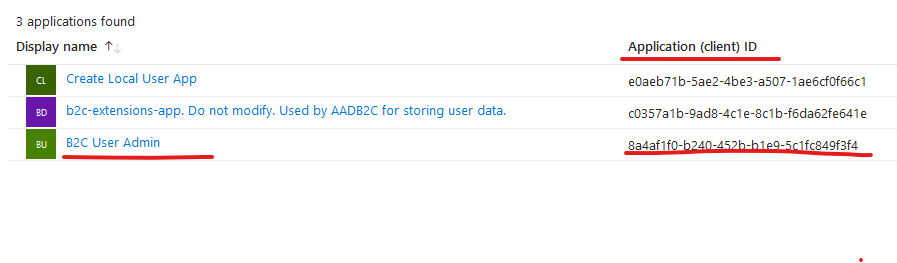 3 applications found
Display name ↑↓ Application (client) ID
CL Create Local User App e0aeb71b-5ae2-4be3-a507-1ae6cf0f66c1
BD b2c-extensions-app. Do not modify. Used by AADB2C for storing user data. c0357a1b-9ad8-4c1e-8c1b-f6da62fe641e
BU B2C User Admin 8a4af1f0-b240-452b-b1e9-5c1fc849f3f4